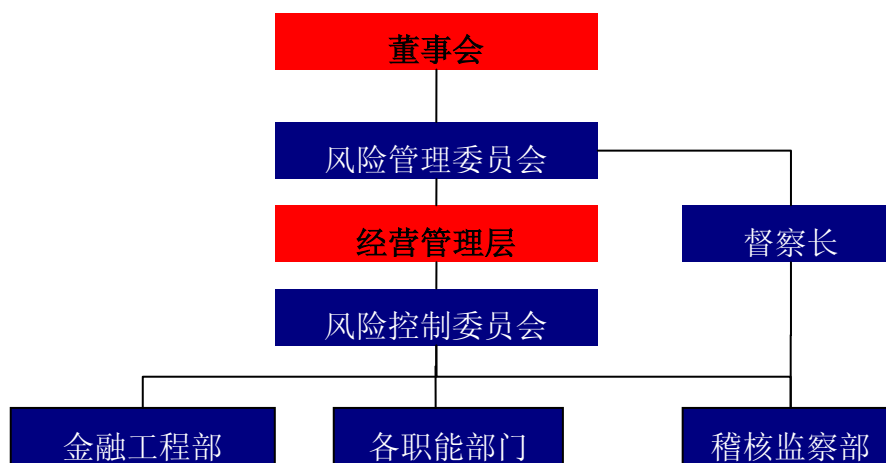 董事会
风险管理委员会
经营管理层
督察长
风险控制委员会
金融工程部
各职能部门
稽核监察部